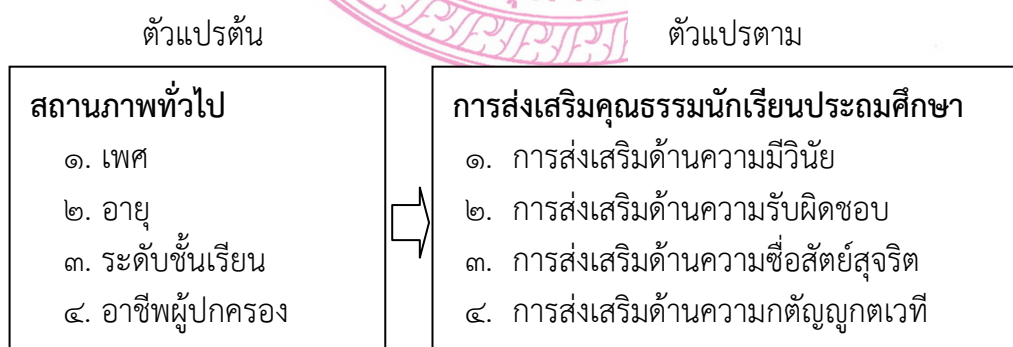 ตัวแปรต้น
ตัวแปรตาม
สถานภาพทั่วไป
๑. เพศ
๒. อายุ
๓. ระดับชั้นเรียน
๔. อาชีพผู้ปกครอง
การส่งเสริมคุณธรรมนักเรียนประถมศึกษา
๑. การส่งเสริมด้านความมีวินัย
๒. การส่งเสริมด้านความรับผิดชอบ
๓. การส่งเสริมด้านความซื่อสัตย์สุจริต
๔. การส่งเสริมด้านความกตัญญูกตเวที